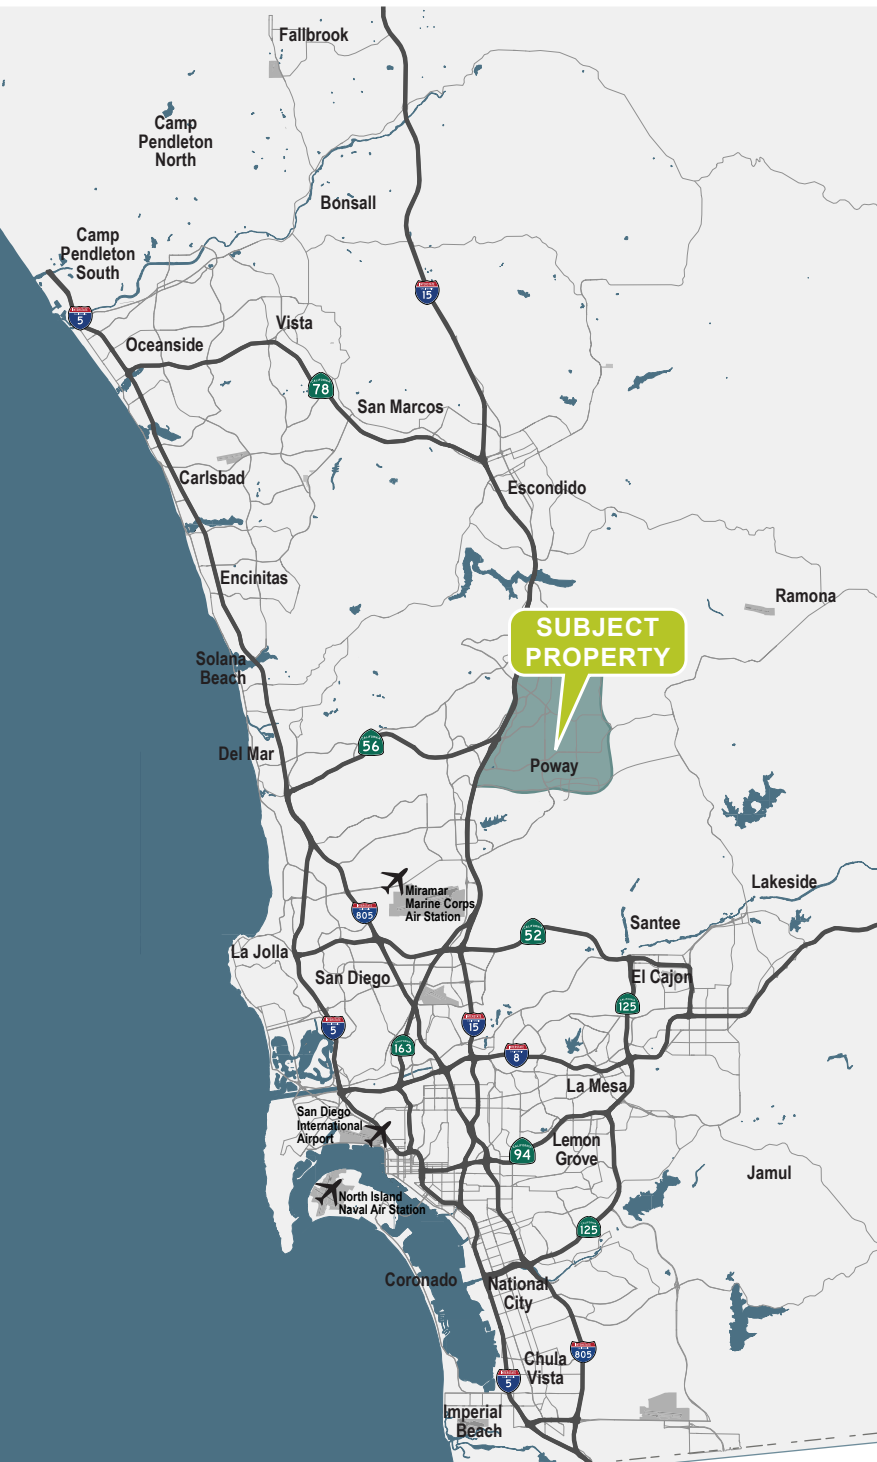 Fallbrook
Camp
Pendleton
North
Bonsall
Camp
Pendleton
South
15
5
Vista
Oceanside
78
San Marcos
Carlsbad
Escondido
Encinitas
Ramona
SUBJECT
PROPERTY
Solana
Beach
56
Del Mar
Poway
Miramar
Marine Corps
Air Station
805
Lakeside
Santee
52
La Jolla
San Diego
El Cajon
125
5
15
163
8
La Mesa
San Diego
International
Airport
94
Lemon
Grove
Jamul
North Island
Naval Air Station
125
Coronado
National
City
805
Chula
Vista
5
Imperial
Beach